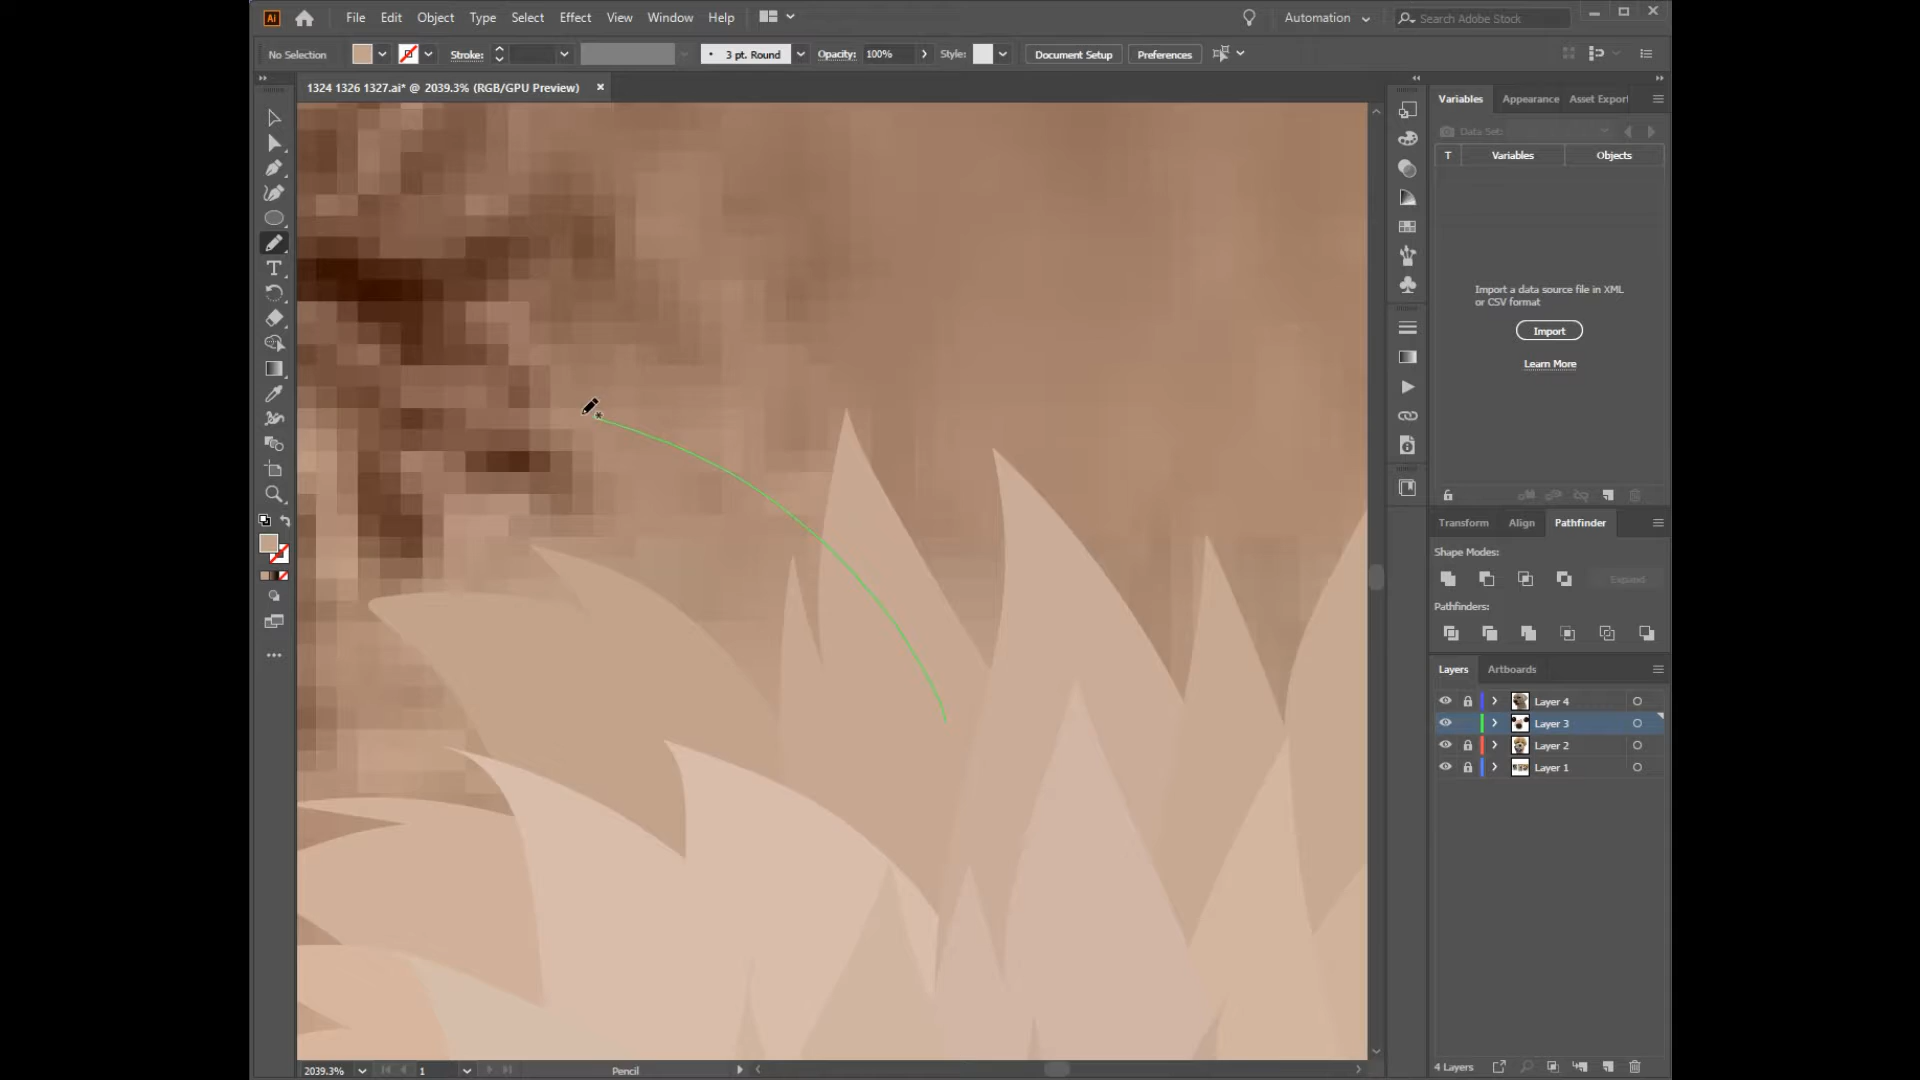 Ai File Edit Object Type Select Effect View Window Help Automation Search Adobe Stock
No Selection Stroke: 3 pt. Round Opacity: 100% Style: Document Setup Preferences
1324 1326 1327.ai* @ 2039.3% (RGB/GPU Preview) ×
Variables Appearance Asset Export
Data Set:
T Variables Objects
Import a data source file in XML
or CSV format
Import
Learn More
Transform Align Pathfinder
Shape Modes:
Expand
Pathfinders:
Layers Artboards
Layer 4
Layer 3
Layer 2
Layer 1
2039.3% 1 Pencil 4 Layers